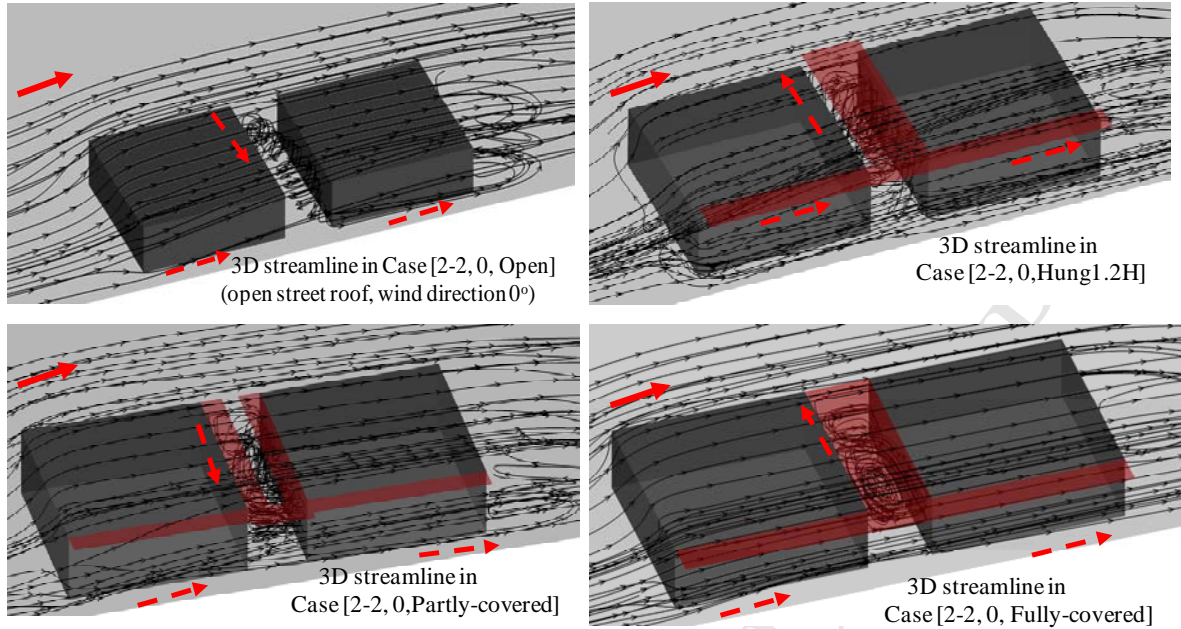 3D streamline in Case [2-2, 0, Open]
(open street roof, wind direction 0°)
3D streamline in
Case [2-2, 0,Hung1.2H]
3D streamline in
Case [2-2, 0,Partly-covered]
3D streamline in
Case [2-2, 0, Fully-covered]